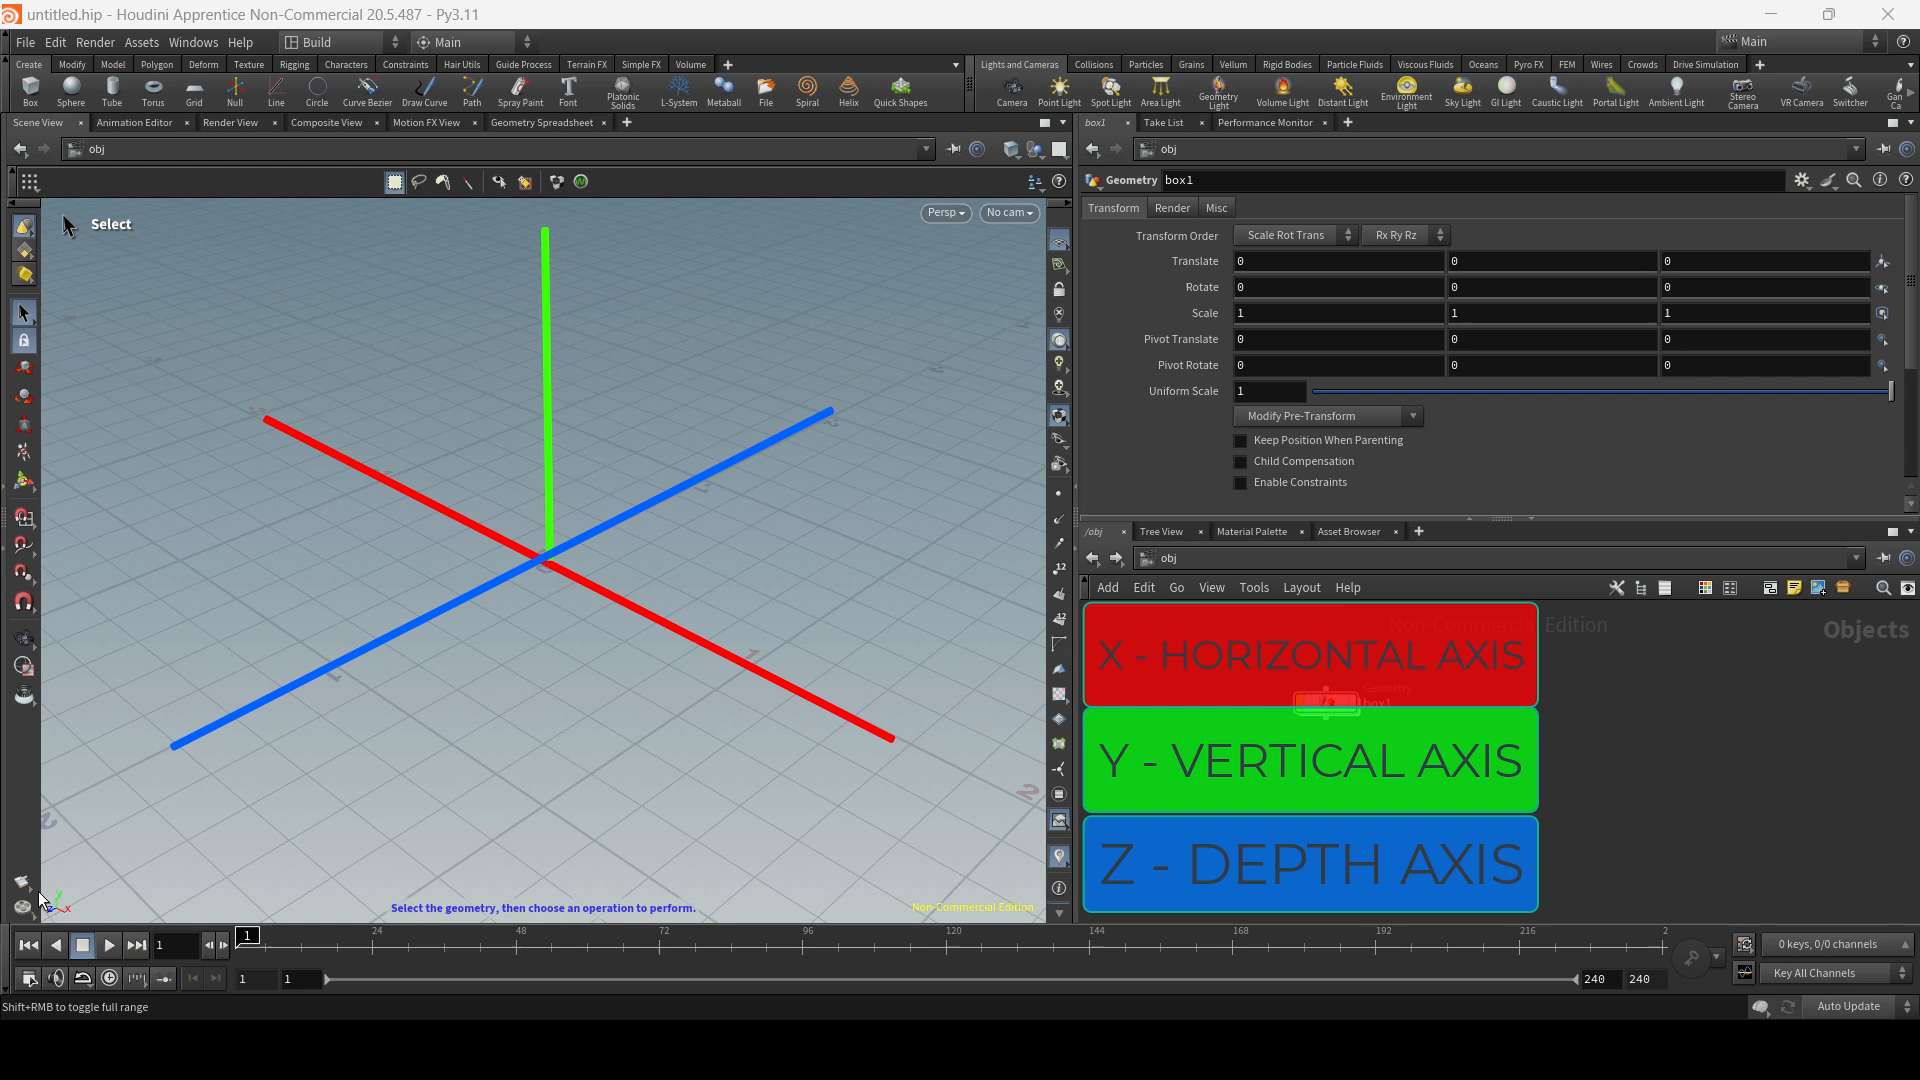 untitled.hip - Houdini Apprentice Non-Commercial 20.5.487 - Py3.11
File Edit Render Assets Windows Help Build Main Main
Create Modify Model Polygon Deform Texture Rigging Characters Constraints Hair Utils Guide Process Terrain FX Simple FX Volume
Lights and Cameras Collisions Particles Grains Vellum Rigid Bodies Particle Fluids Viscous Fluids Oceans Pyro FX FEM Wires Crowds Drive Simulation
Box Sphere Tube Torus Grid Null Line Circle Curve Bezier Draw Curve Path Spray Paint Font Platonic Solids L-System Metaball File Spiral Helix Quick Shapes
Camera Point Light Spot Light Area Light Geometry Light Volume Light Distant Light Environment Light Sky Light GI Light Caustic Light Portal Light Ambient Light Stereo Camera VR Camera Switcher Gan Ca
Scene View Animation Editor Render View Composite View Motion FX View Geometry Spreadsheet
box1 Take List Performance Monitor
obj
obj
Geometry box1
Select
Persp No cam
Transform Render Misc
Transform Order Scale Rot Trans Rx Ry Rz
Translate 0 0 0
Rotate 0 0 0
Scale 1 1 1
Pivot Translate 0 0 0
Pivot Rotate 0 0 0
Uniform Scale 1
Modify Pre-Transform
Keep Position When Parenting
Child Compensation
Enable Constraints
/obj Tree View Material Palette Asset Browser
obj
Add Edit Go View Tools Layout Help
Non-Commercial Edition
Objects
X - HORIZONTAL AXIS
Geometry
box1
Y - VERTICAL AXIS
Z - DEPTH AXIS
12
12
1
2
2
y
z x
Select the geometry, then choose an operation to perform.
Non-Commercial Edition
1 1 24 48 72 96 120 144 168 192 216 2
0 keys, 0/0 channels
1 1 240 240
Key All Channels
Shift+RMB to toggle full range
Auto Update